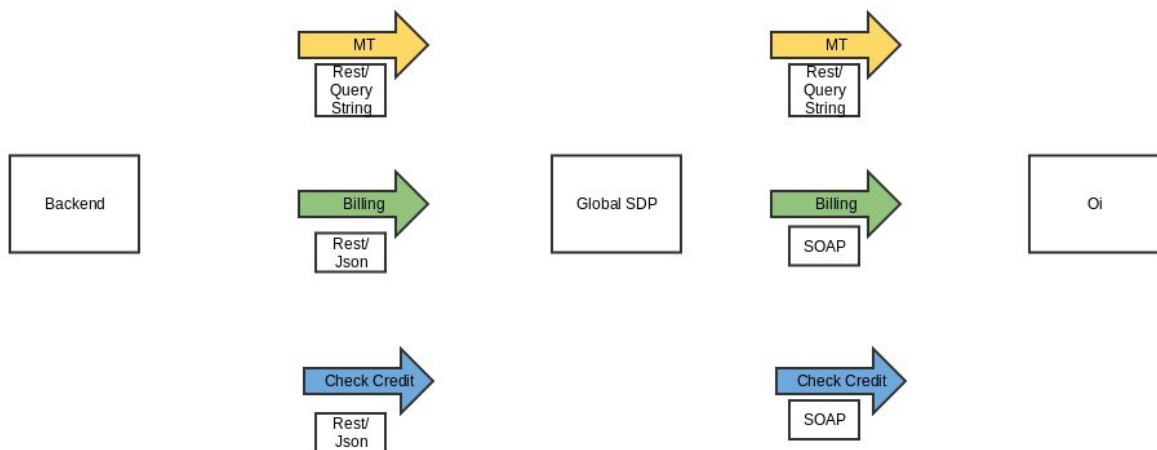 MT
MT
Rest/
Query
String
Rest/
Query
String
Backend
Billing
Global SDP
Billing
Oi
Rest/
Json
SOAP
Check Credit
Check Credit
Rest/
Json
SOAP